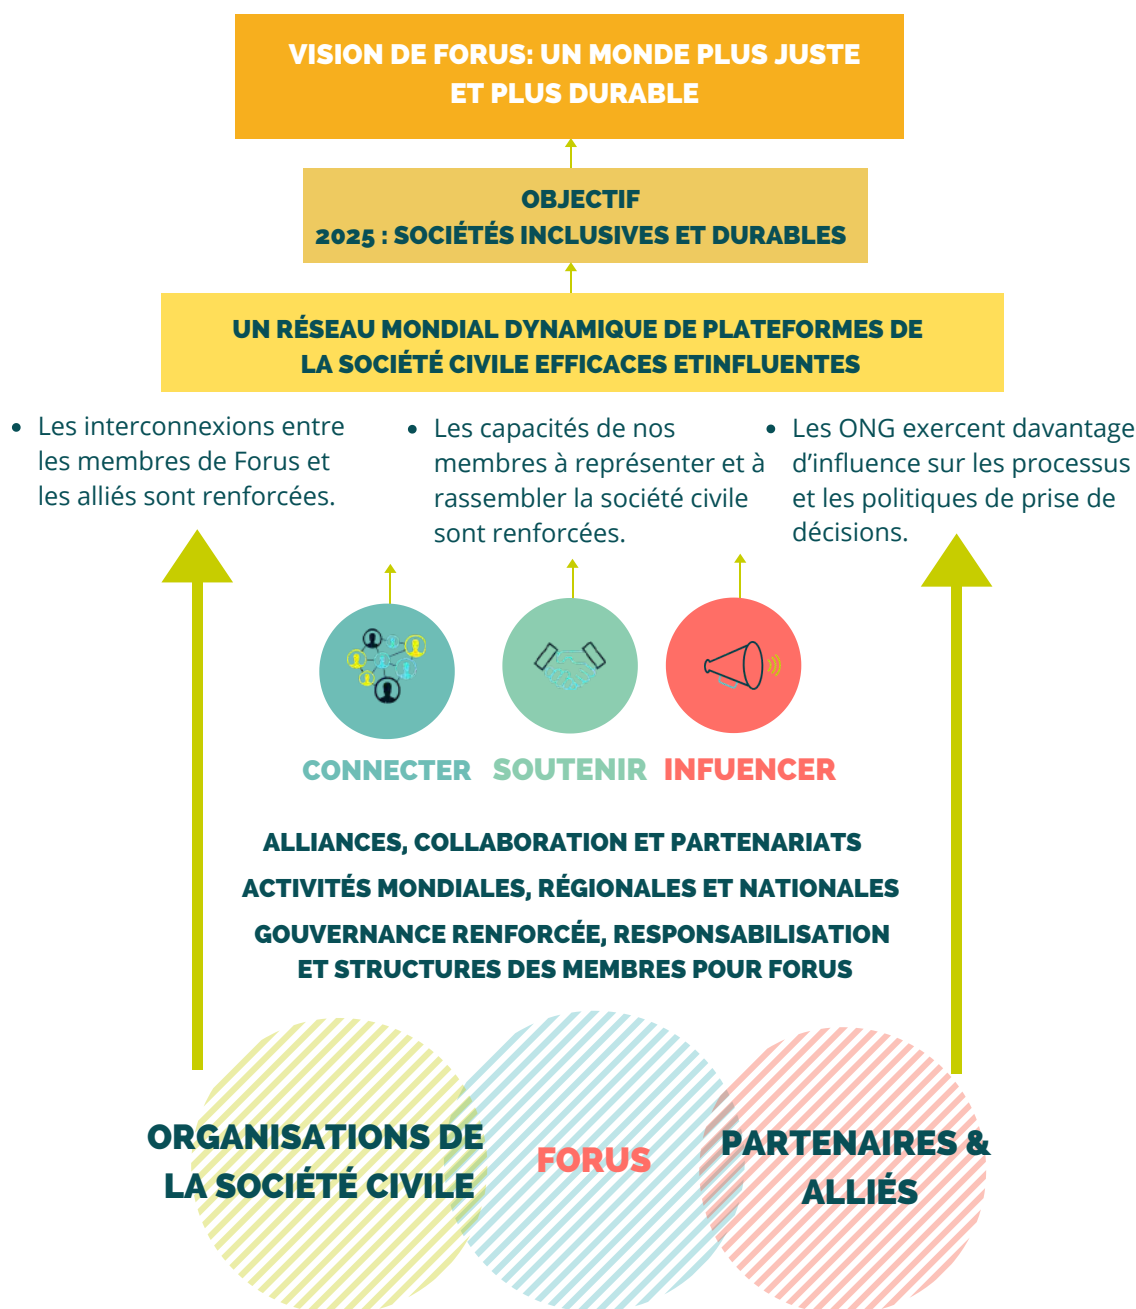 VISION DE FORUS: UN MONDE PLUS JUSTE
ET PLUS DURABLE
OBJECTIF
2025 : SOCIÉTÉS INCLUSIVES ET DURABLES
UN RÉSEAU MONDIAL DYNAMIQUE DE PLATEFORMES DE
LA SOCIÉTÉ CIVILE EFFICACES ETINFLUENTES
• Les interconnexions entre
les membres de Forus et
les alliés sont renforcées.
• Les capacités de nos
membres à représenter et à
rassembler la société civile
sont renforcées.
• Les ONG exercent davantage
d’influence sur les processus
et les politiques de prise de
décisions.
CONNECTER
SOUTENIR
INFUENCER
ALLIANCES, COLLABORATION ET PARTENARIATS
ACTIVITÉS MONDIALES, RÉGIONALES ET NATIONALES
GOUVERNANCE RENFORCÉE, RESPONSABILISATION
ET STRUCTURES DES MEMBRES POUR FORUS
ORGANISATIONS DE
LA SOCIÉTÉ CIVILE
FORUS
PARTENAIRES &
ALLIÉS